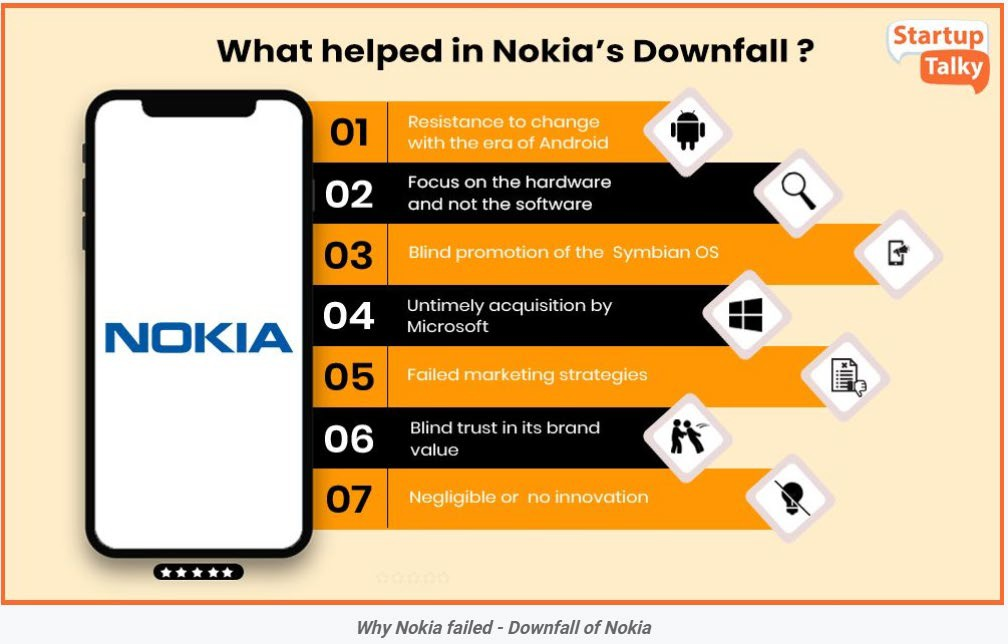 What helped in Nokia's Downfall ?
Startup
Talky
NOKIA
01
Resistance to change
with the era of Android
02
Focus on the hardware
and not the software
03
Blind promotion of the Symbian OS
04
Untimely acquisition by
Microsoft
05
Failed marketing strategies
06
Blind trust in its brand
value
07
Negligible or no innovation
Why Nokia failed - Downfall of Nokia